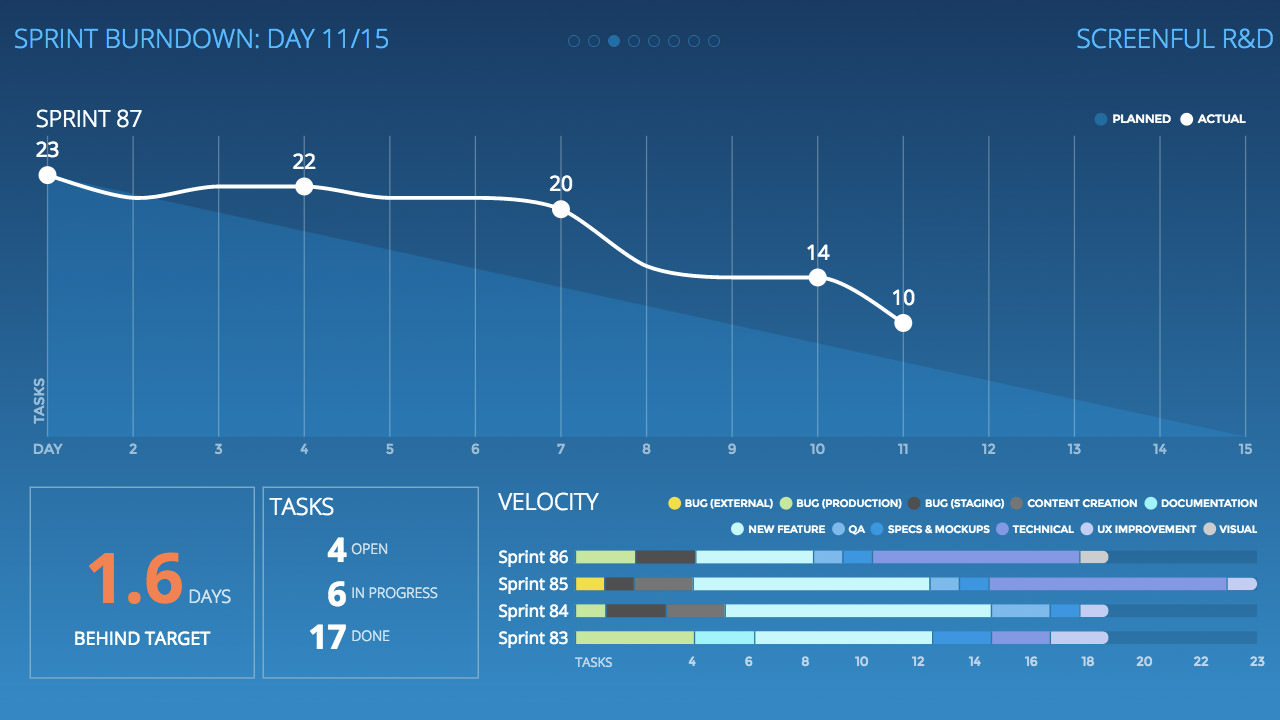 SPRINT BURNDOWN: DAY 11/15
SCREENFUL R&D
SPRINT 87
PLANNED ACTUAL
23
22
20
14
10
TASKS
DAY 2 3 4 5 6 7 8 9 10 11 12 13 14 15
1.6 DAYS
BEHIND TARGET
TASKS
4 OPEN
6 IN PROGRESS
17 DONE
VELOCITY
BUG (EXTERNAL) BUG (PRODUCTION) BUG (STAGING) CONTENT CREATION DOCUMENTATION
NEW FEATURE QA SPECS & MOCKUPS TECHNICAL UX IMPROVEMENT VISUAL
Sprint 86
Sprint 85
Sprint 84
Sprint 83
TASKS 4 6 8 10 12 14 16 18 20 22 23